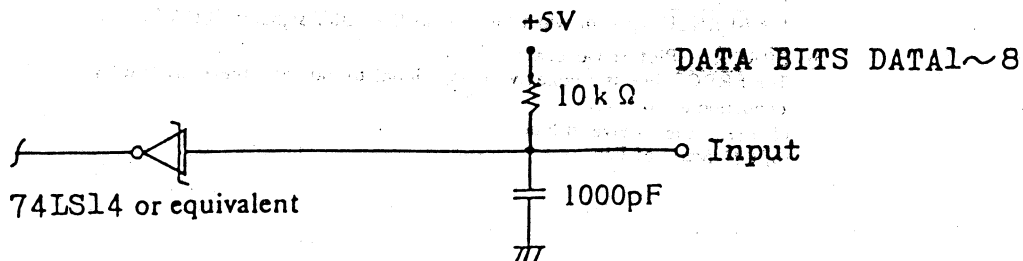 +5V
DATA BITS DATA1～8
10kΩ
Input
1000pF
74LS14 or equivalent